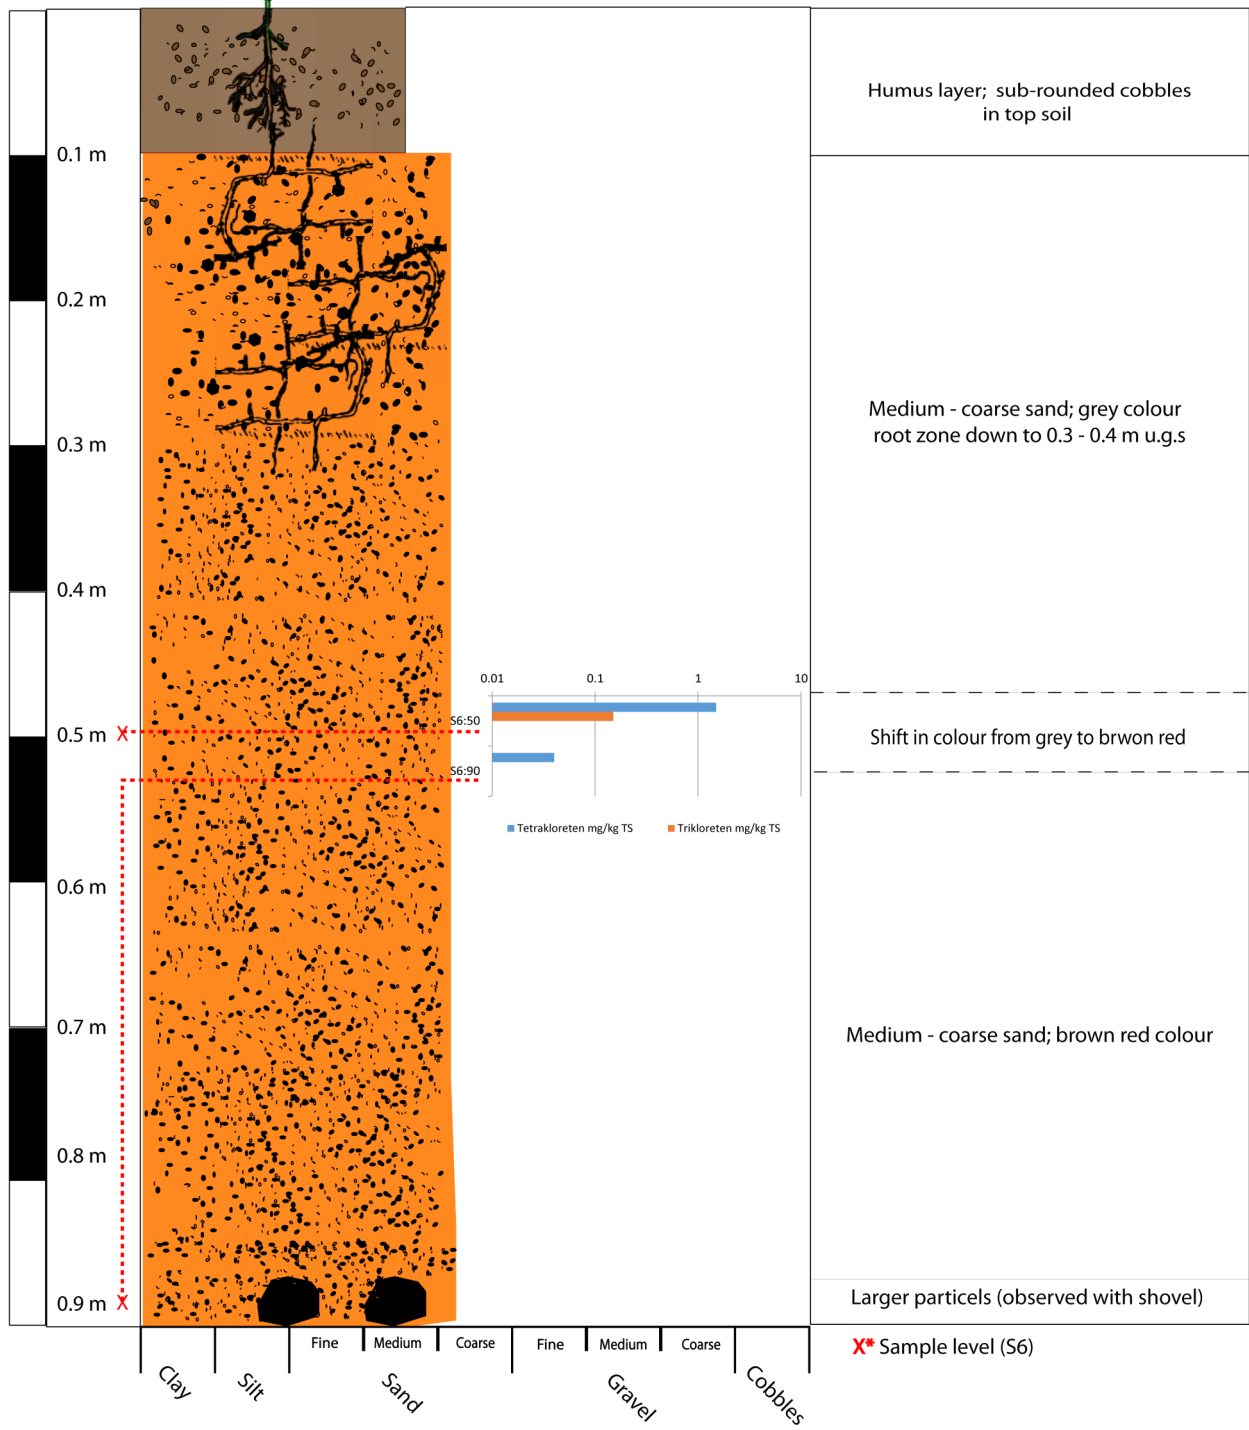 Humus layer; sub-rounded cobbles
in top soil
0.1 m
0.2 m
Medium - coarse sand; grey colour
root zone down to 0.3 - 0.4 m u.g.s
0.3 m
0.4 m
0.01 0.1 1 10
S6:50
X
0.5 m
Shift in colour from grey to brwon red
S6:90
Tetrakloreten mg/kg TS
Trikloreten mg/kg TS
0.6 m
0.7 m
Medium - coarse sand; brown red colour
0.8 m
0.9 m
X
Larger particels (observed with shovel)
X* Sample level (S6)
Fine Medium Coarse Fine Medium Coarse
Clay
Silt
Sand
Gravel
Cobbles